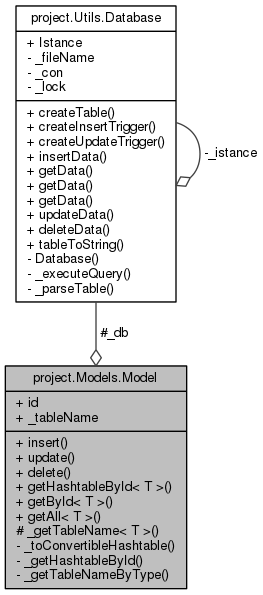 project.Utils.Database
+ Istance
- _fileName
- _con
- _lock
+ createTable()
+ createInsertTrigger()
+ createUpdateTrigger()
+ insertData()
+ getData()
+ getData()
+ getData()
+ updateData()
+ deleteData()
+ tableToString()
- Database()
- _executeQuery()
- _parseTable()
-_istance
#_db
project.Models.Model
+ id
+ _tableName
+ insert()
+ update()
+ delete()
+ getHashtableById< T >()
+ getById< T >()
+ getAll< T >()
# _getTableName< T >()
- _toConvertibleHashtable()
- _getHashtableById()
- _getTableNameByType()